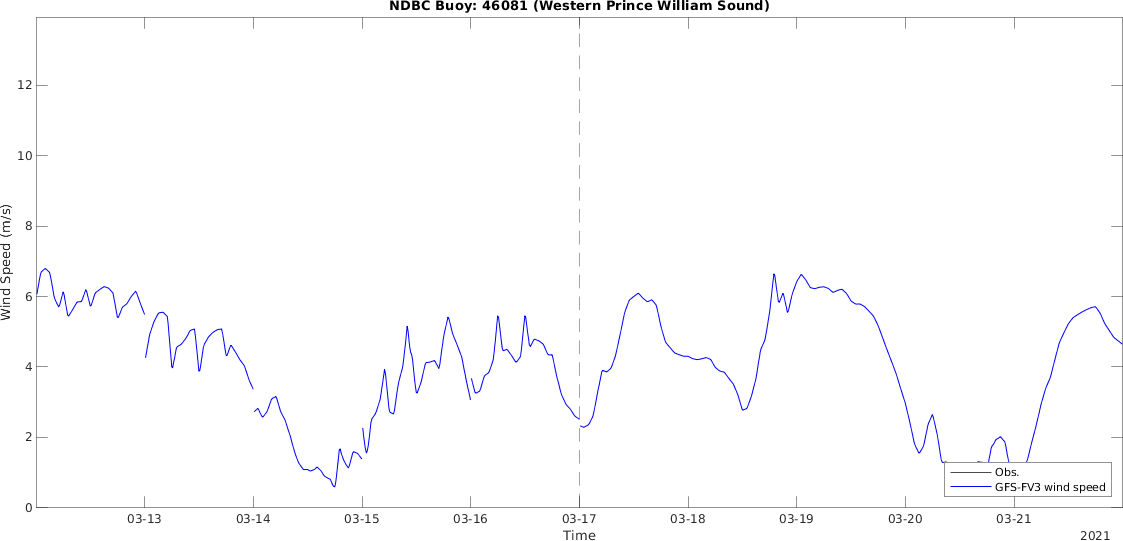 NDBC Buoy: 46081 (Western Prince William Sound)
Wind Speed (m/s)
12
10
8
6
4
2
0
Obs.
GFS-FV3 wind speed
03-13 03-14 03-15 03-16 03-17 03-18 03-19 03-20 03-21
Time
2021